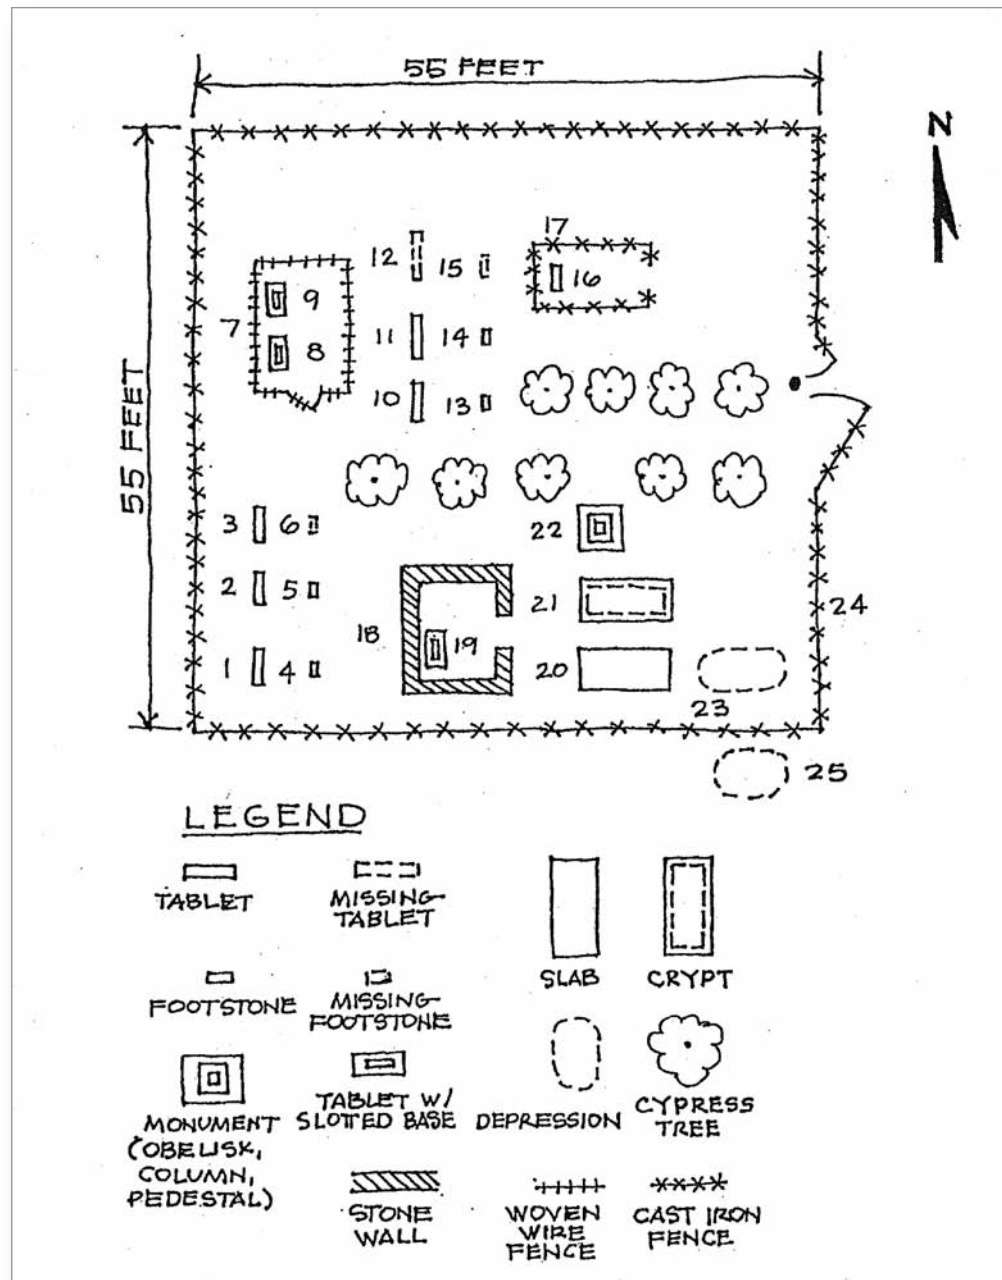 55 FEET
N
55 FEET
17
12
15
16
9
7
8
11
14
10
13
3
6
22
2
5
21
24
18
19
1
4
20
23
25
LEGEND
TABLET
MISSING
TABLET
SLAB
CRYPT
FOOTSTONE
MISSING
FOOTSTONE
MONUMENT
(OBELISK,
COLUMN,
PEDESTAL)
TABLET W/
SLOTTED BASE
DEPRESSION
CYPRESS
TREE
STONE
WALL
WOVEN
WIRE
FENCE
CAST IRON
FENCE